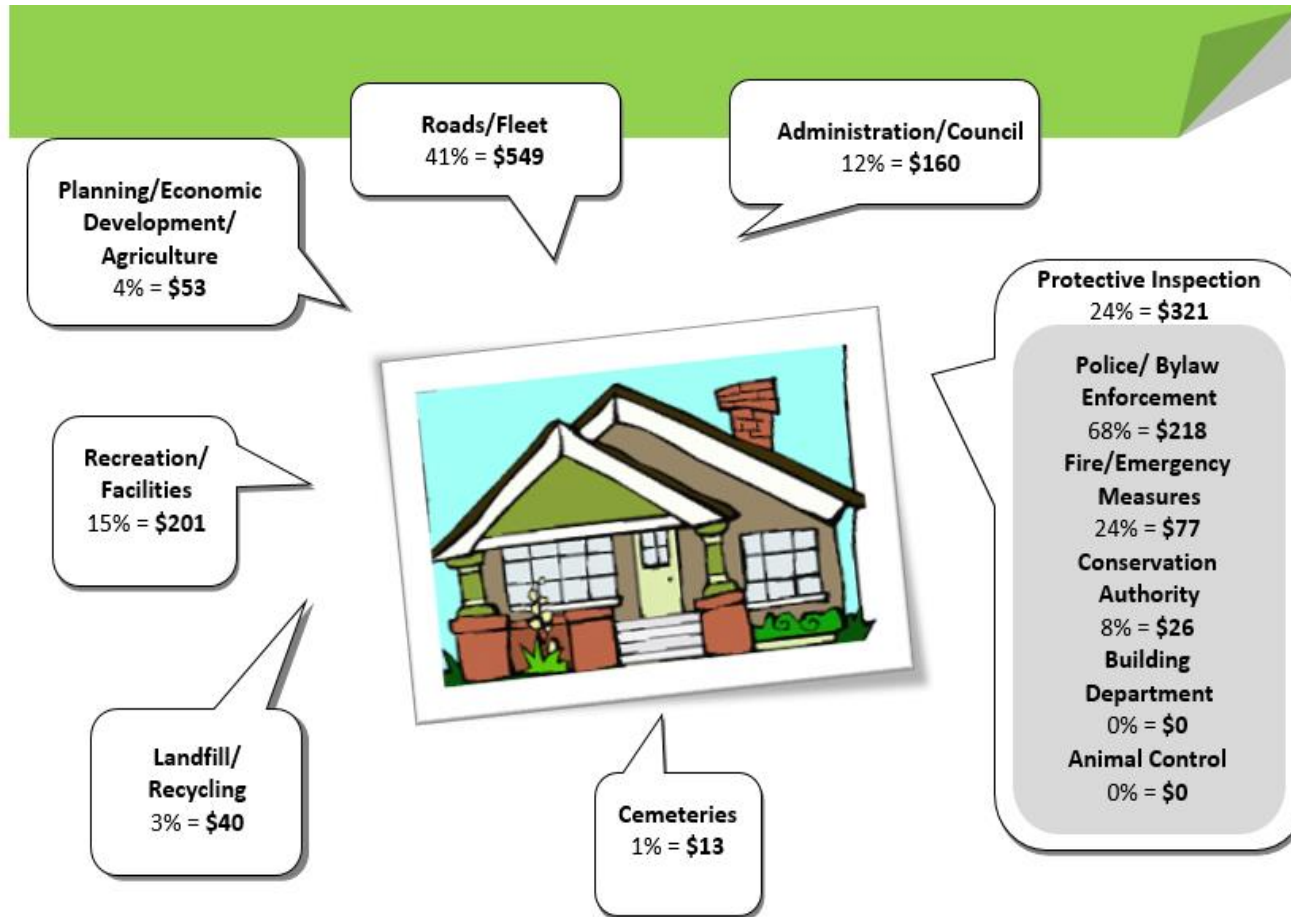 Roads/Fleet
41% = $549
Administration/Council
12% = $160
Planning/Economic
Development/
Agriculture
4% = $53
Protective Inspection
24% = $321
Police/ Bylaw
Enforcement
68% = $218
Fire/Emergency
Measures
24% = $77
Conservation
Authority
8% = $26
Building
Department
0% = $0
Animal Control
0% = $0
Recreation/
Facilities
15% = $201
Landfill/
Recycling
3% = $40
Cemeteries
1% = $13